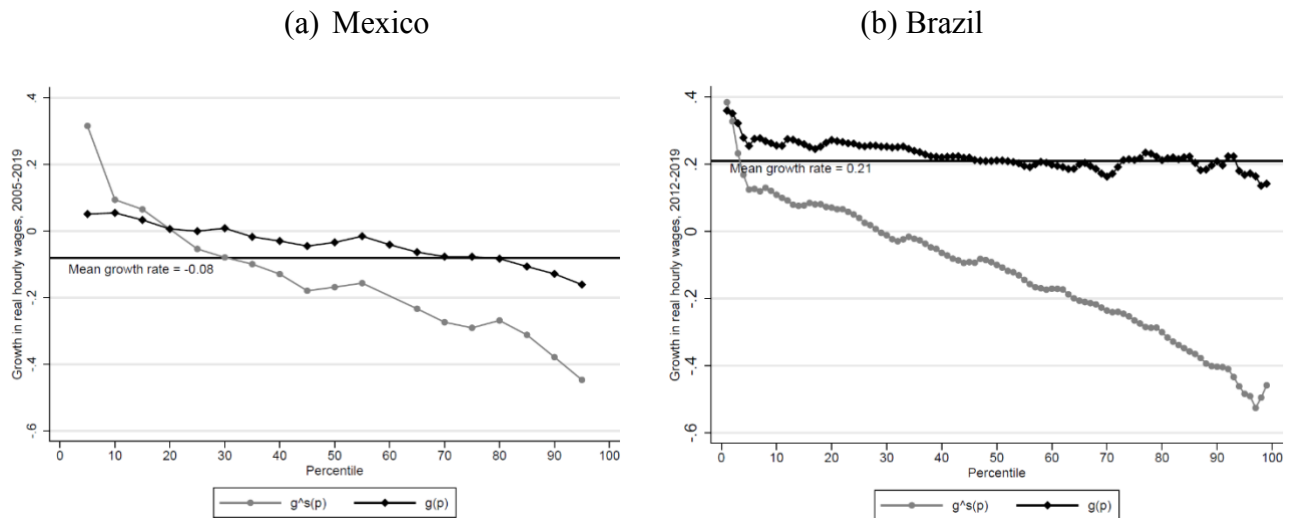 (a) Mexico
(b) Brazil
Growth in real hourly wages, 2005-2019
.4
.2
0
-.2
-.4
-.6
Mean growth rate = -0.08
0 10 20 30 40 50 60 70 80 90 100
Percentile
g^s(p) g(p)
Growth in real hourly wages, 2012-2019
.4
.2
0
-.2
-.4
-.6
Mean growth rate = 0.21
0 10 20 30 40 50 60 70 80 90 100
Percentile
g^s(p) g(p)